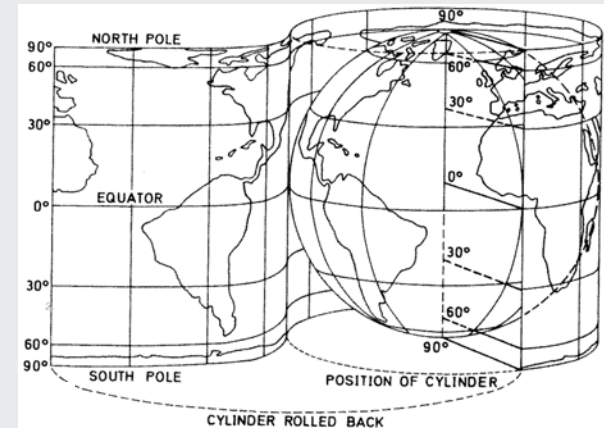 90°
NORTH POLE
90°
60°
60°
30°
30°
EQUATOR
0°
0°
30°
30°
60°
60°
90°
90°
SOUTH POLE
POSITION OF CYLINDER
CYLINDER ROLLED BACK